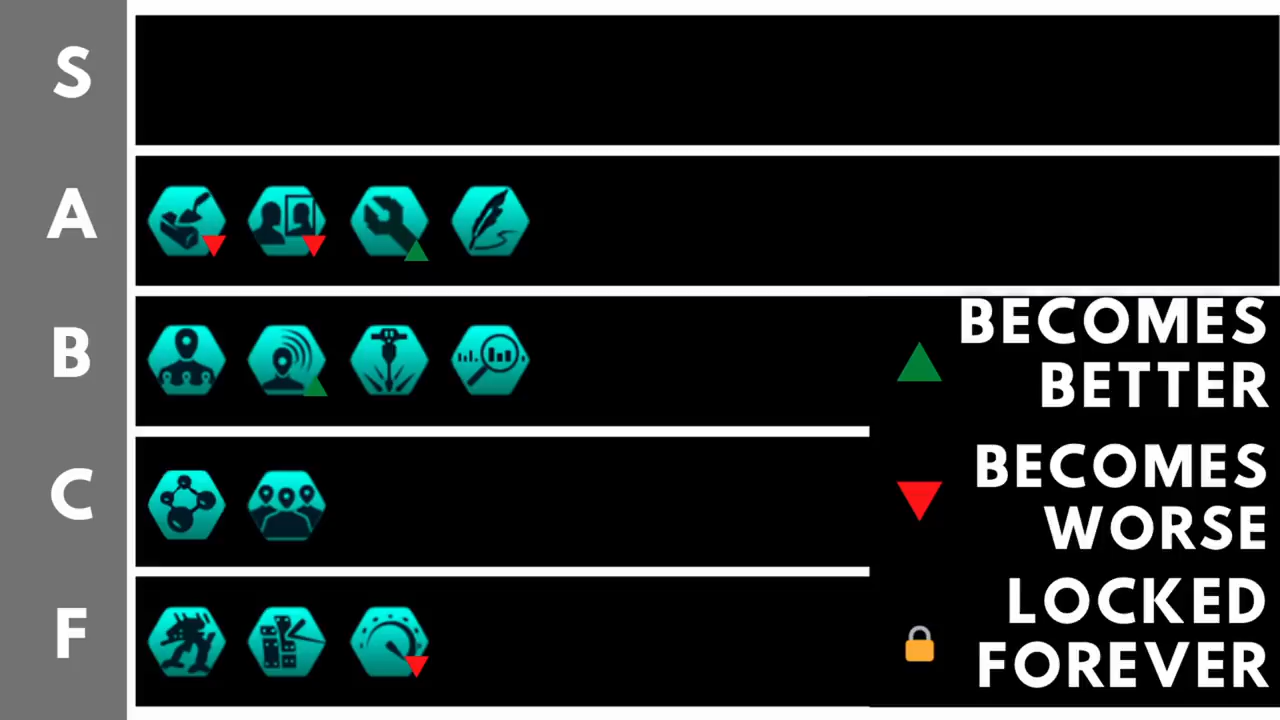 S
A
B
C
F
BECOMES
BETTER
BECOMES
WORSE
LOCKED
FOREVER